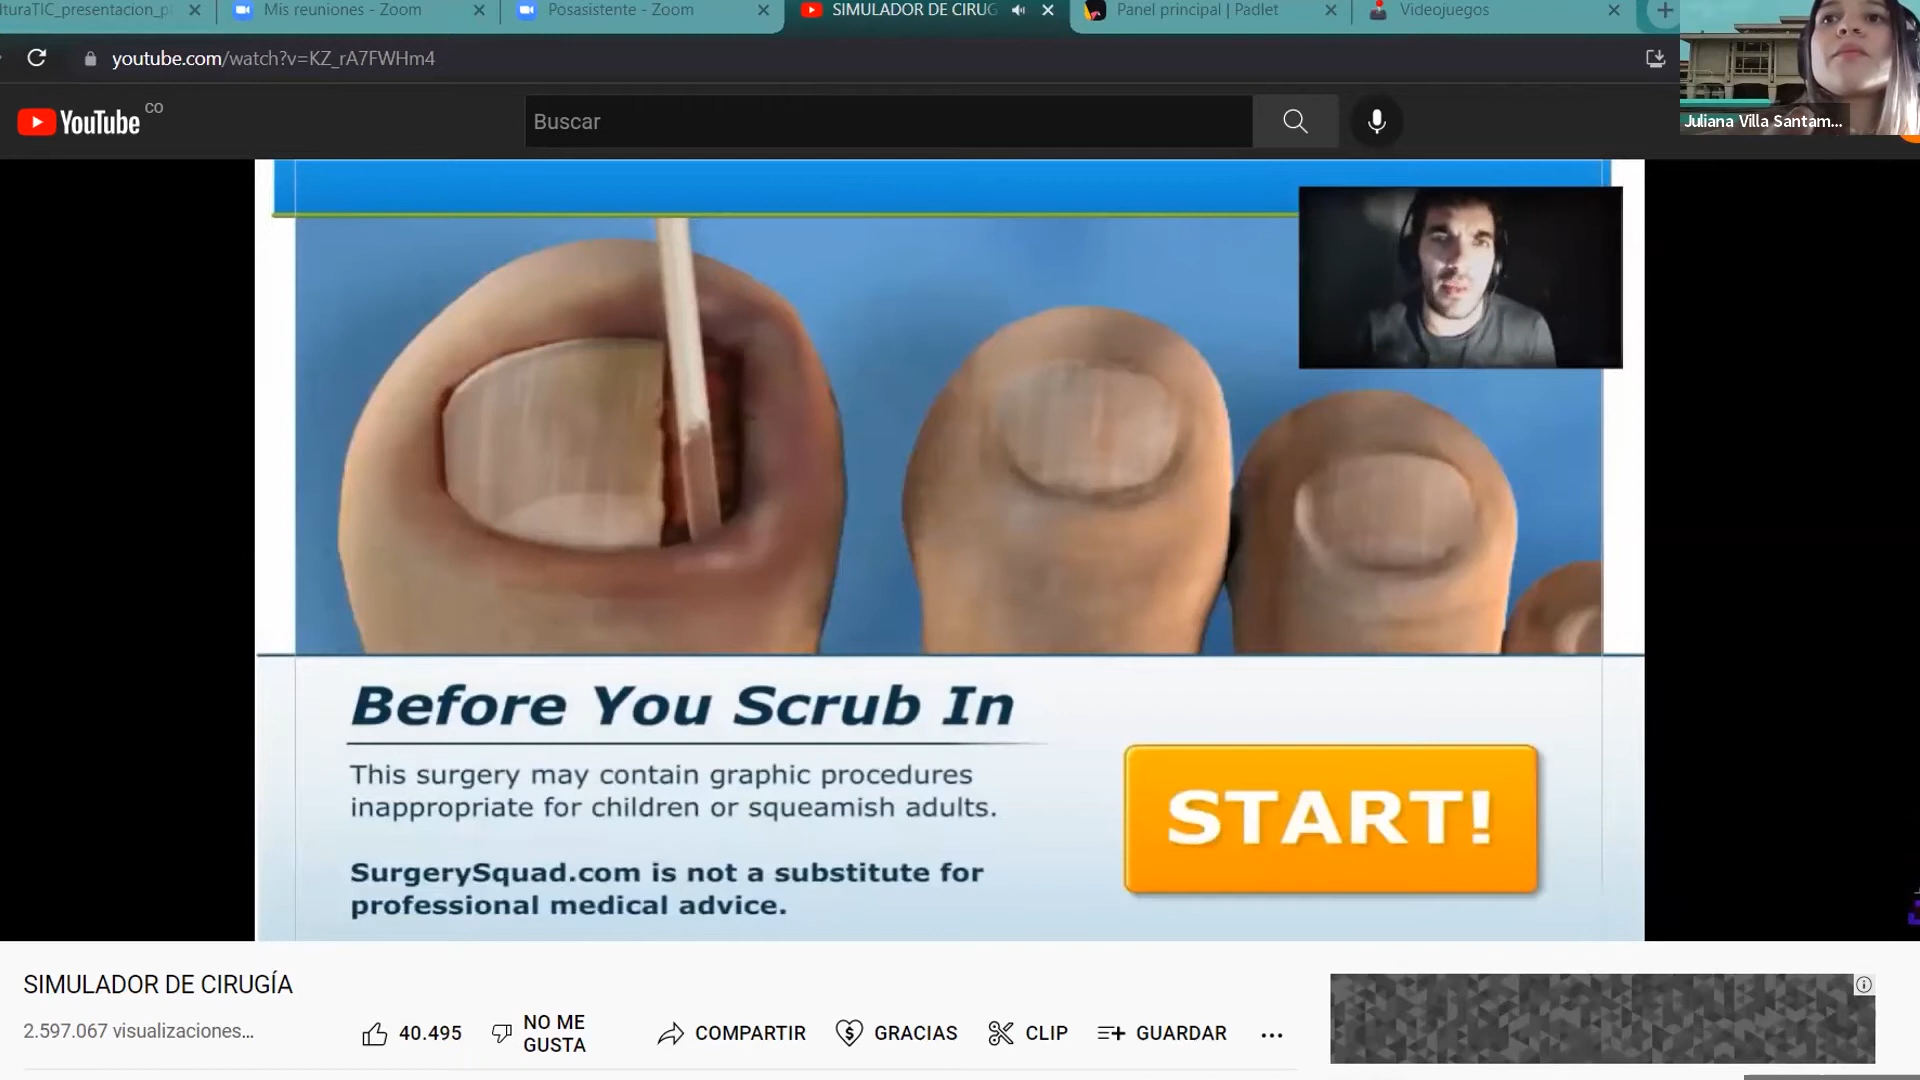 lturaTIC_presentacion_pl
Mis reuniones - Zoom
Posasistente - Zoom
SIMULADOR DE CIRUG
Panel principal | Padlet
Videojuegos
youtube.com/watch?v=KZ_rA7FWHm4
YouTube CO
Buscar
Juliana Villa Santam...
Before You Scrub In
This surgery may contain graphic procedures
inappropriate for children or squeamish adults.
SurgerySquad.com is not a substitute for
professional medical advice.
START!
SIMULADOR DE CIRUGÍA
2.597.067 visualizaciones...
40.495
NO ME
GUSTA
COMPARTIR
GRACIAS
CLIP
GUARDAR